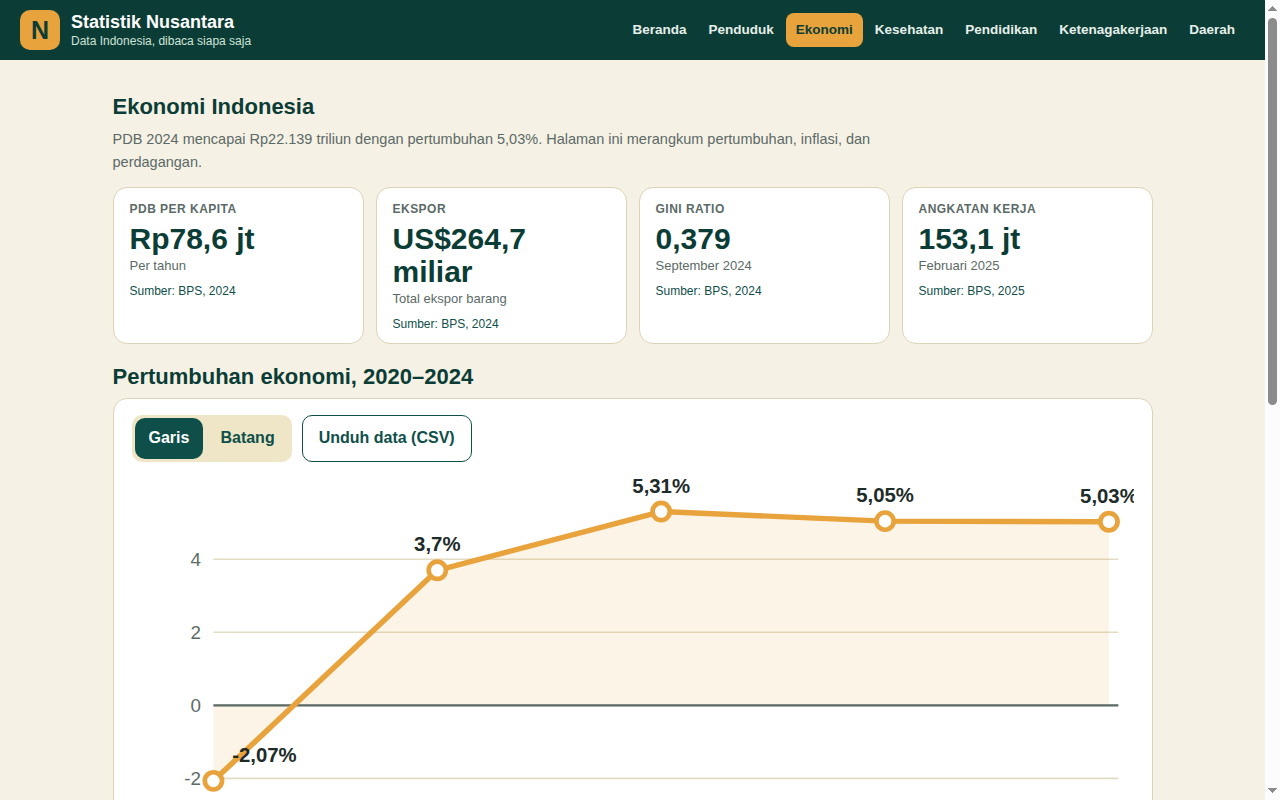 N
Statistik Nusantara
Data Indonesia, dibaca siapa saja
Beranda Penduduk Ekonomi Kesehatan Pendidikan Ketenagakerjaan Daerah
Ekonomi Indonesia
PDB 2024 mencapai Rp22.139 triliun dengan pertumbuhan 5,03%. Halaman ini merangkum pertumbuhan, inflasi, dan
perdagangan.
PDB PER KAPITA
Rp78,6 jt
Per tahun
Sumber: BPS, 2024
EKSPOR
US$264,7
miliar
Total ekspor barang
Sumber: BPS, 2024
GINI RATIO
0,379
September 2024
Sumber: BPS, 2024
ANGKATAN KERJA
153,1 jt
Februari 2025
Sumber: BPS, 2025
Pertumbuhan ekonomi, 2020–2024
Garis Batang Unduh data (CSV)
5,31%
5,05%
5,03%
3,7%
4
2
0
-2,07%
-2